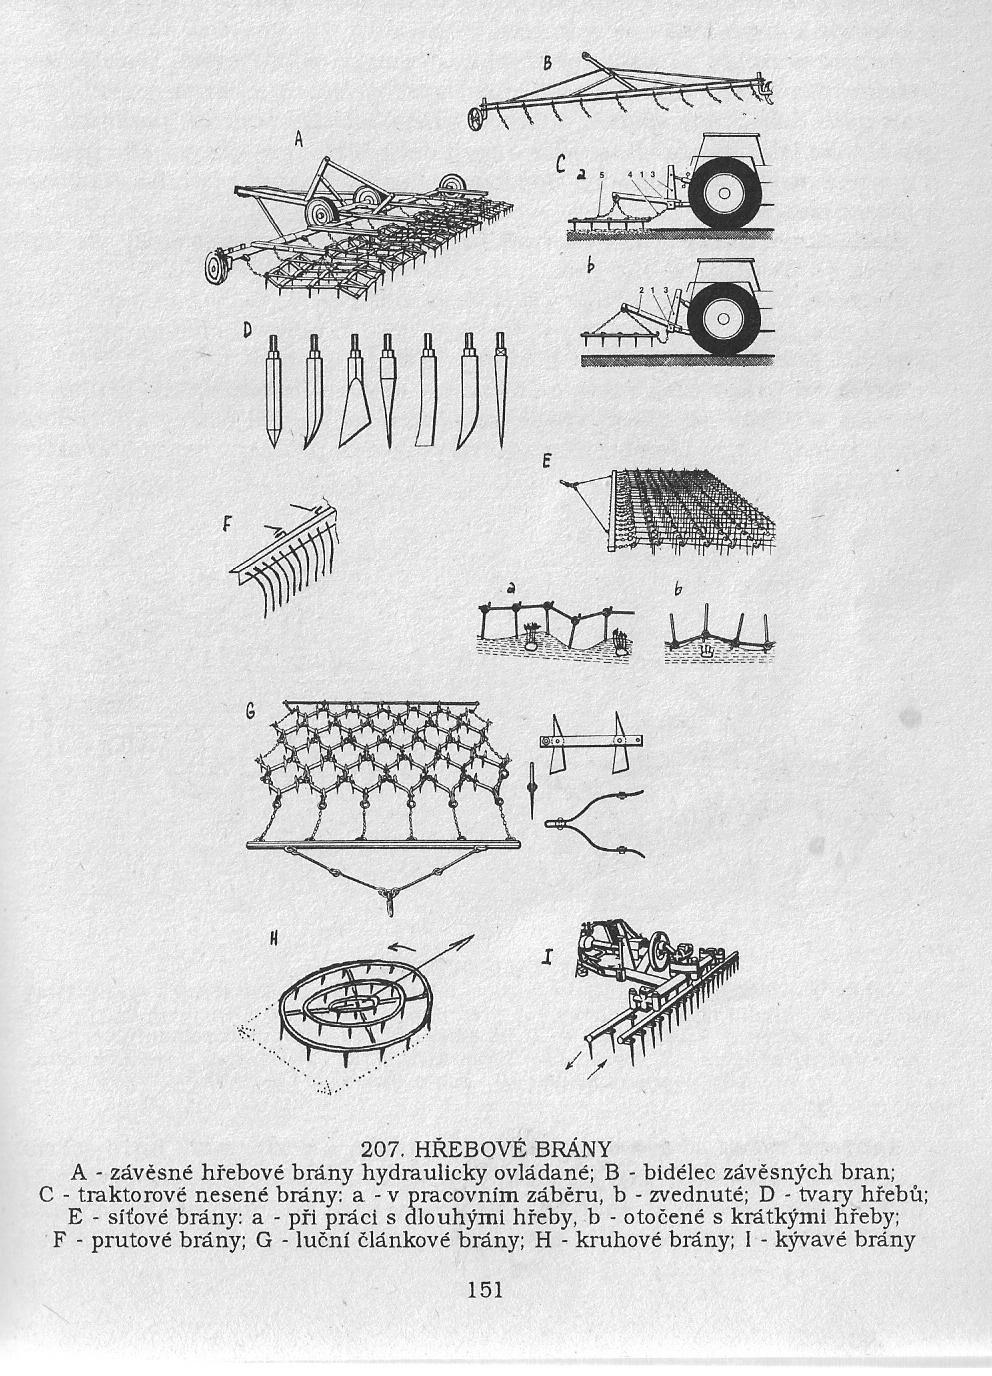 B
A
C
a
5 4 1 3
b
2 1 3
D
E
F
a
b
G
H
I
207. HŘEBOVÉ BRÁNY
A - závěsné hřebové brány hydraulicky ovládané; B - bidélec závěsných bran;
C - traktorové nesené brány: a - v pracovním záběru, b - zvednuté; D - tvary hřebů;
E - síťové brány: a - při práci s dlouhými hřeby, b - otočené s krátkými hřeby;
F - prutové brány; G - luční článkové brány; H - kruhové brány; I - kývavé brány
151